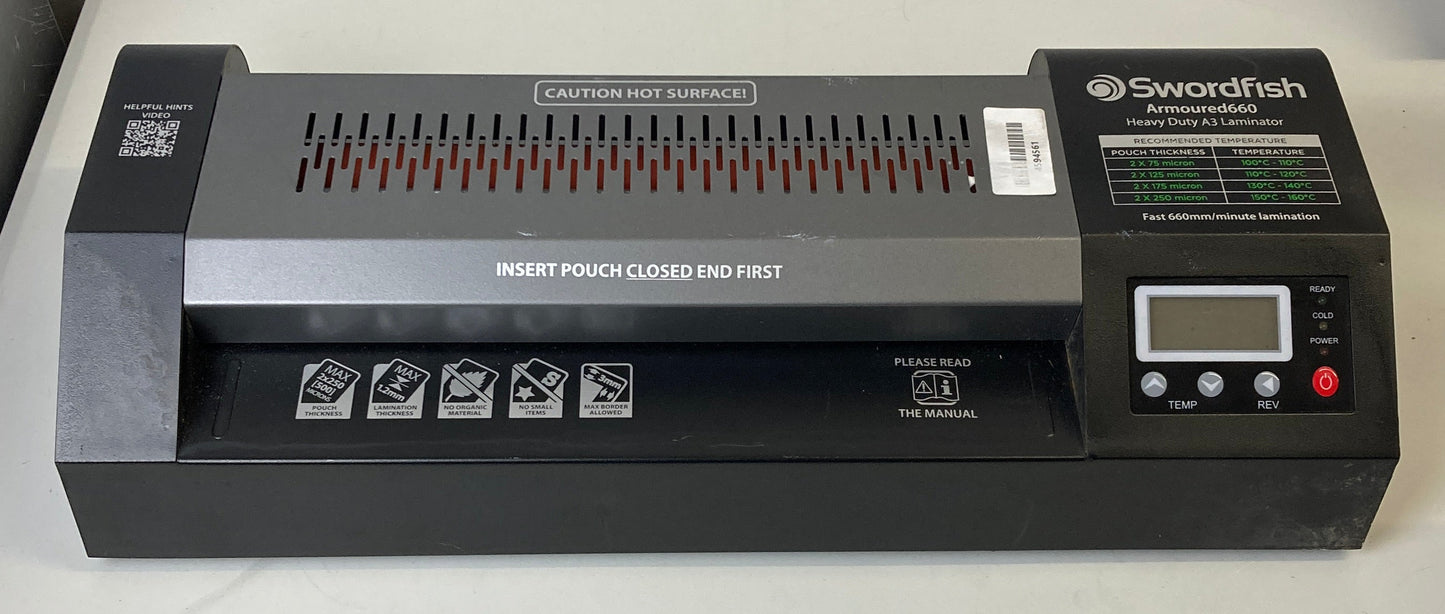 HELPFUL HINTS
VIDEO
CAUTION HOT SURFACE!
4594561
Swordfish
Armoured660
Heavy Duty A3 Laminator
RECOMMENDED TEMPERATURE
POUCH THICKNESS TEMPERATURE
2 X 75 micron 100°C - 110°C
2 X 125 micron 110°C - 120°C
2 X 175 micron 130°C - 140°C
2 X 250 micron 150°C - 160°C
Fast 660mm/minute lamination
INSERT POUCH CLOSED END FIRST
READY
COLD
POWER
TEMP
REV
MAX
2x250
(500)
MICRONS
POUCH
THICKNESS
MAX
1.2mm
LAMINATION
THICKNESS
NO ORGANIC
MATERIAL
S
NO SMALL
ITEMS
3mm
MAX BORDER
ALLOWED
PLEASE READ
i
THE MANUAL